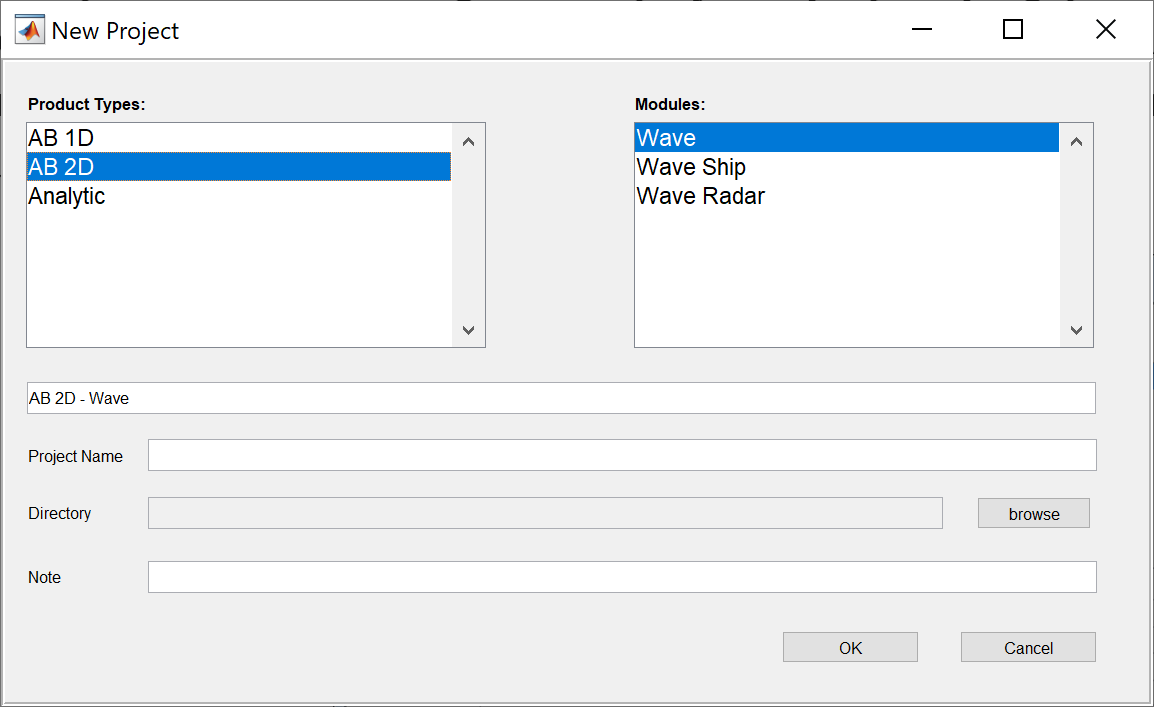 New Project
Product Types:
AB 1D
AB 2D
Analytic
Modules:
Wave
Wave Ship
Wave Radar
AB 2D - Wave
Project Name
Directory
browse
Note
OK
Cancel